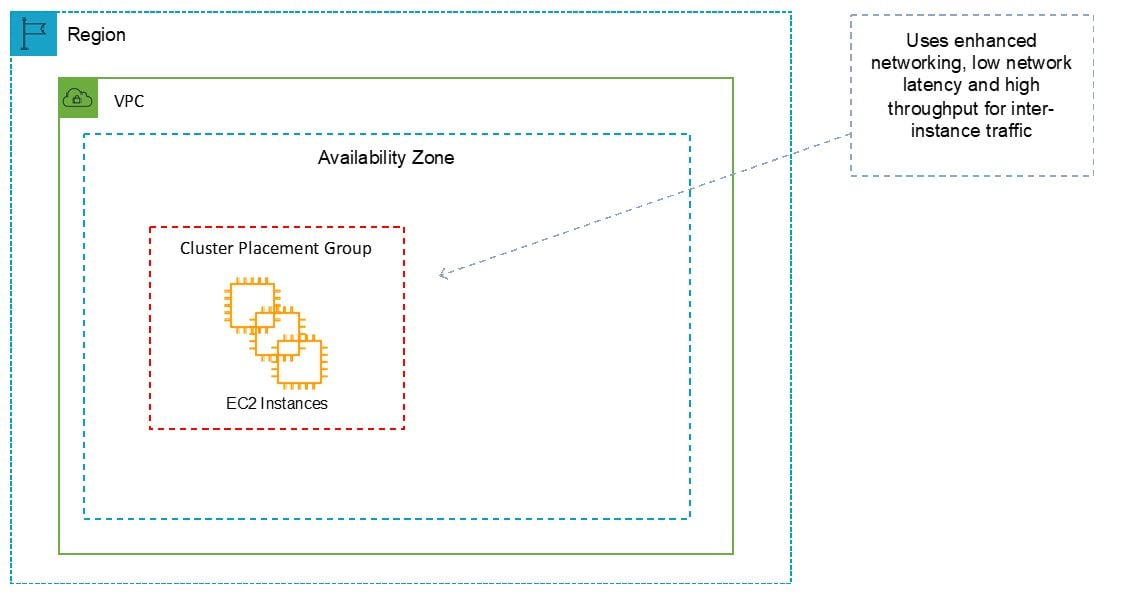 Region
VPC
Availability Zone
Cluster Placement Group
EC2 Instances
Uses enhanced
networking, low network
latency and high
throughput for inter-
instance traffic